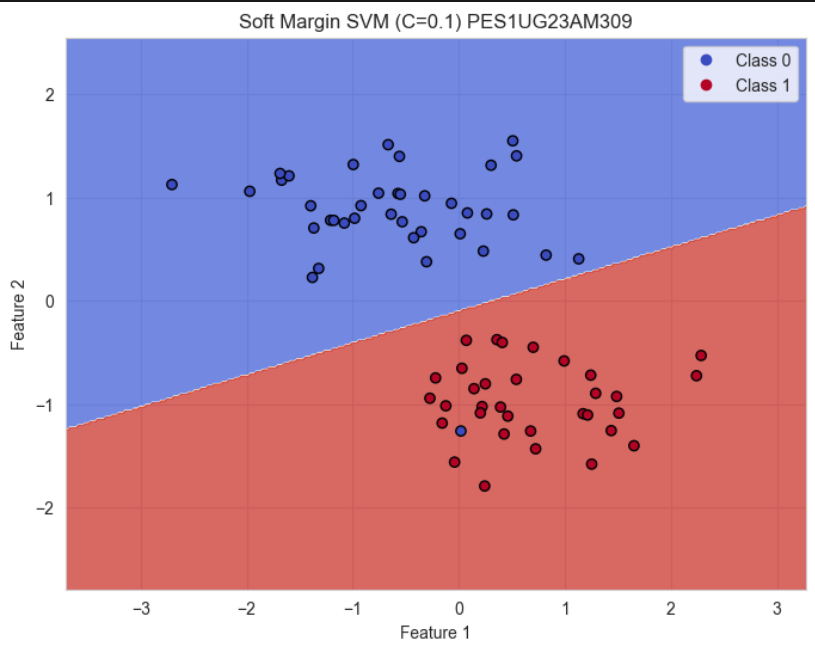 Soft Margin SVM (C=0.1) PES1UG23AM309
Class 0
Class 1
2
1
0
−1
−2
Feature 2
−3
−2
−1
0
1
2
3
Feature 1